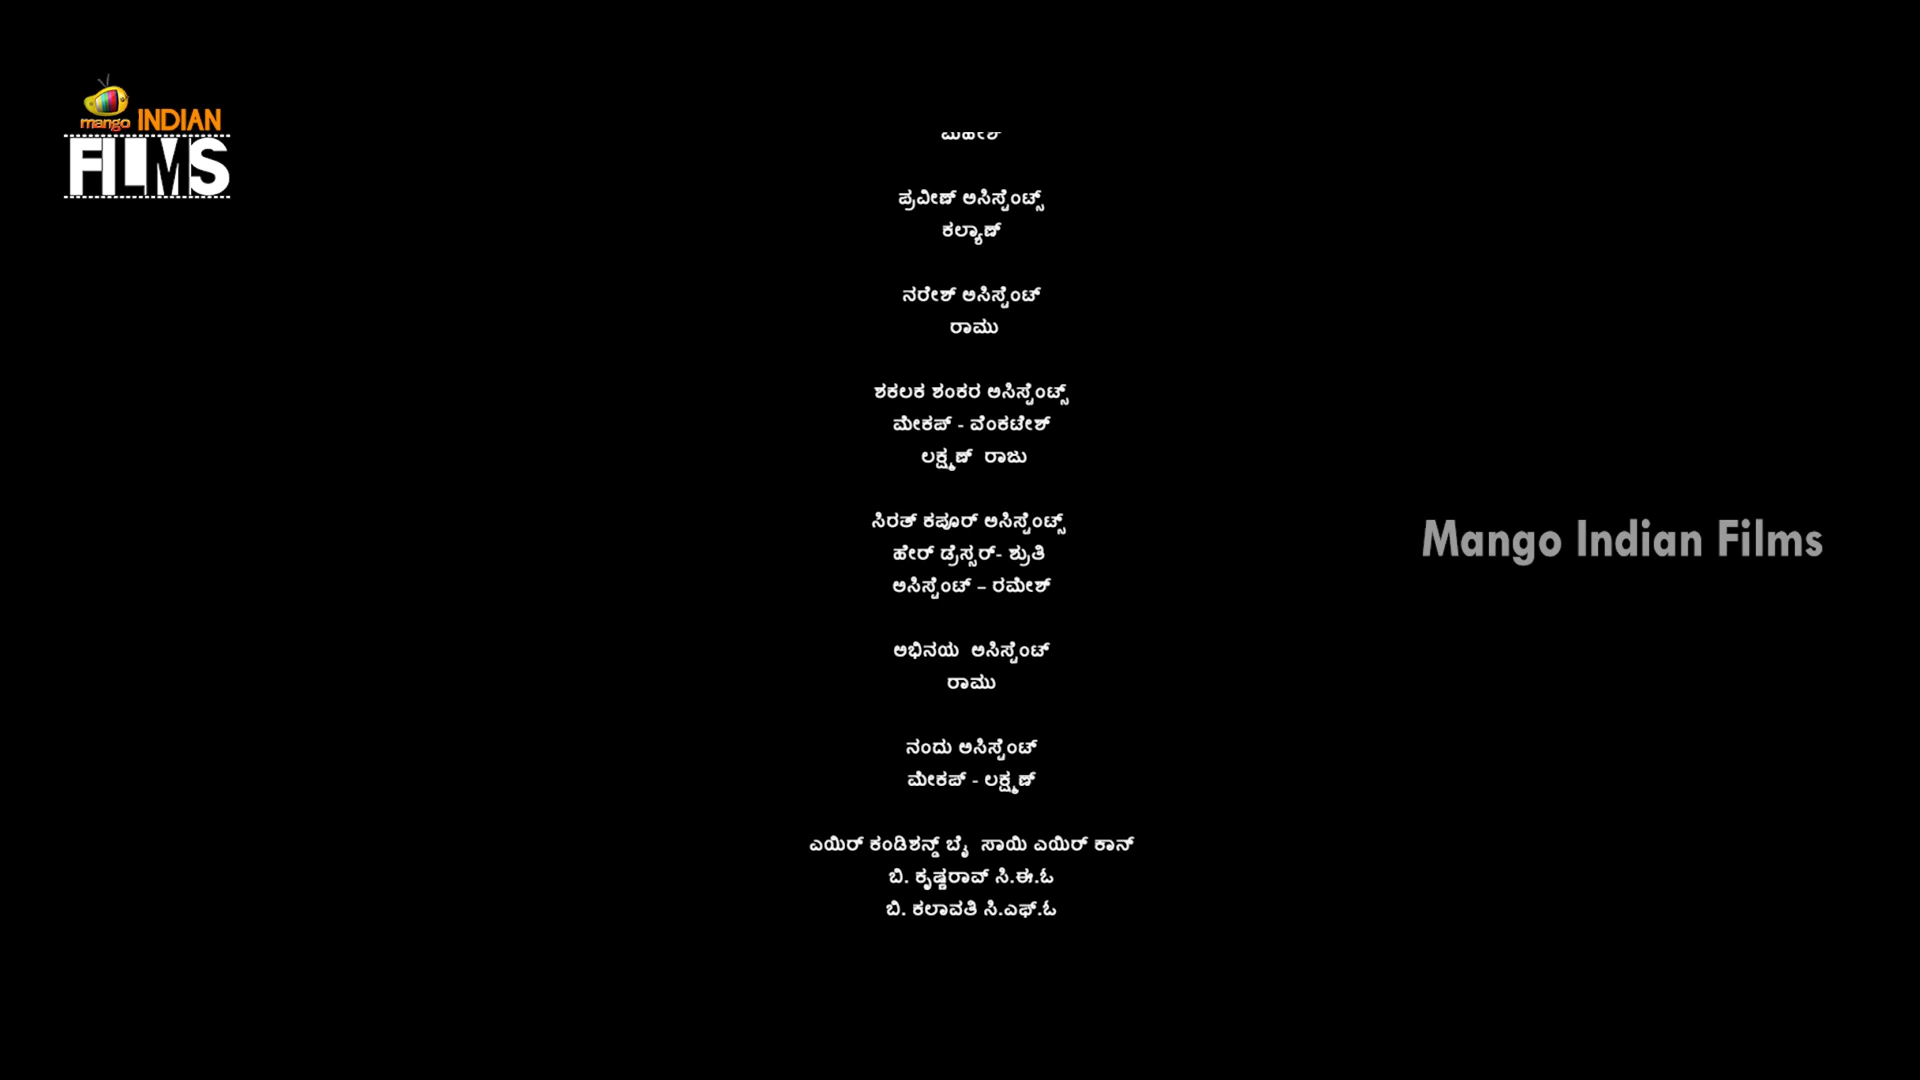 mango INDIAN
FILMS
ಮಹೇಶ್
ಪ್ರವೀಣ್ ಅಸಿಸ್ಟೆಂಟ್ಸ್
ಕಲ್ಯಾಣ್
ನರೇಶ್ ಅಸಿಸ್ಟೆಂಟ್
ರಾಮು
ಶಕಲಕ ಶಂಕರ ಅಸಿಸ್ಟೆಂಟ್ಸ್
ಮೇಕಪ್ - ವೆಂಕಟೇಶ್
ಲಕ್ಷ್ಮಣ್ ರಾಜು
ಸಿರತ್ ಕಪೂರ್ ಅಸಿಸ್ಟೆಂಟ್ಸ್
ಹೇರ್ ಡ್ರೆಸ್ಸರ್- ಶ್ರುತಿ
ಅಸಿಸ್ಟೆಂಟ್ – ರಮೇಶ್
Mango Indian Films
ಅಭಿನಯ ಅಸಿಸ್ಟೆಂಟ್
ರಾಮು
ನಂದು ಅಸಿಸ್ಟೆಂಟ್
ಮೇಕಪ್ - ಲಕ್ಷ್ಮಣ್
ಎಯಿರ್ ಕಂಡಿಶನ್ಡ್ ಬೈ ಸಾಯಿ ಎಯಿರ್ ಕಾನ್
ಬಿ. ಕೃಷ್ಣರಾವ್ ಸಿ.ಈ.ಓ
ಬಿ. ಕಲಾವತಿ ಸಿ.ಎಫ್.ಓ